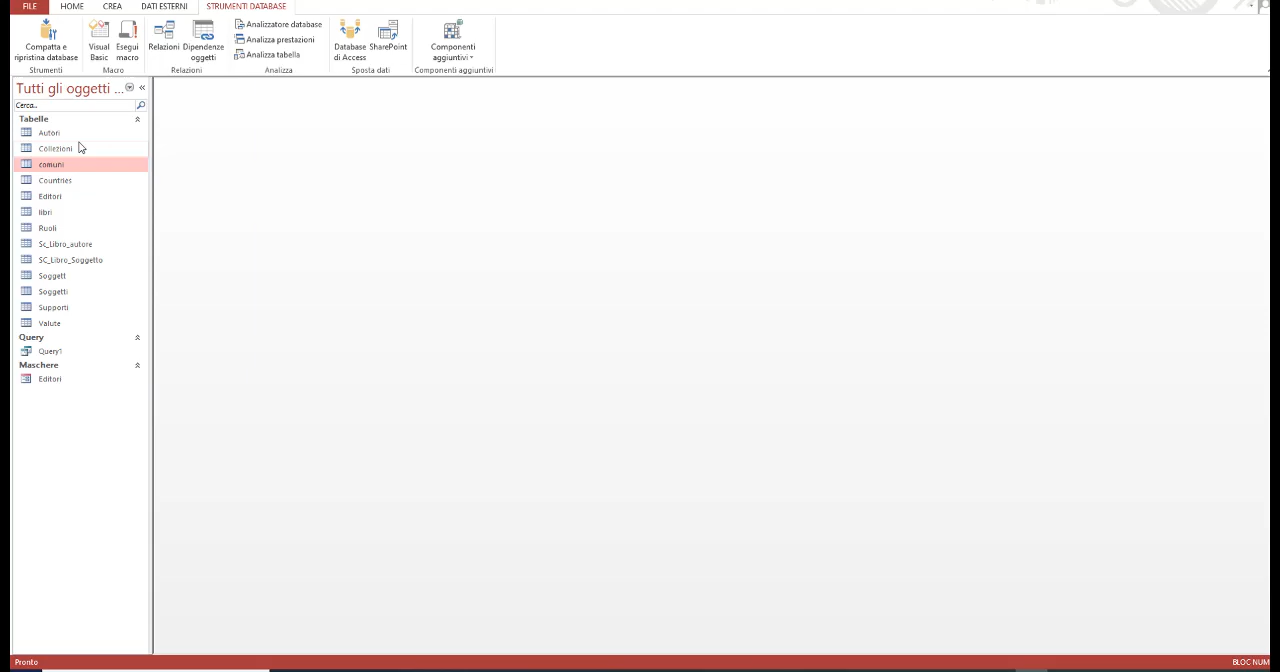 FILE HOME CREA DATI ESTERNI STRUMENTI DATABASE
Compatta e ripristina database
Visual Basic
Esegui macro
Relazioni
Dipendenze oggetti
Analizzatore database
Analizza prestazioni
Analizza tabella
Database di Access
SharePoint
Componenti aggiuntivi
Strumenti Macro Relazioni Analizza Sposta dati Componenti aggiuntivi
Tutti gli oggetti ...
Cerca..
Tabelle
Autori
Collezioni
comuni
Countries
Editori
libri
Ruoli
Sc_Libro_autore
SC_Libro_Soggetto
Soggett
Soggetti
Supporti
Valute
Query
Query1
Maschere
Editori
Pronto
BLOC NUM